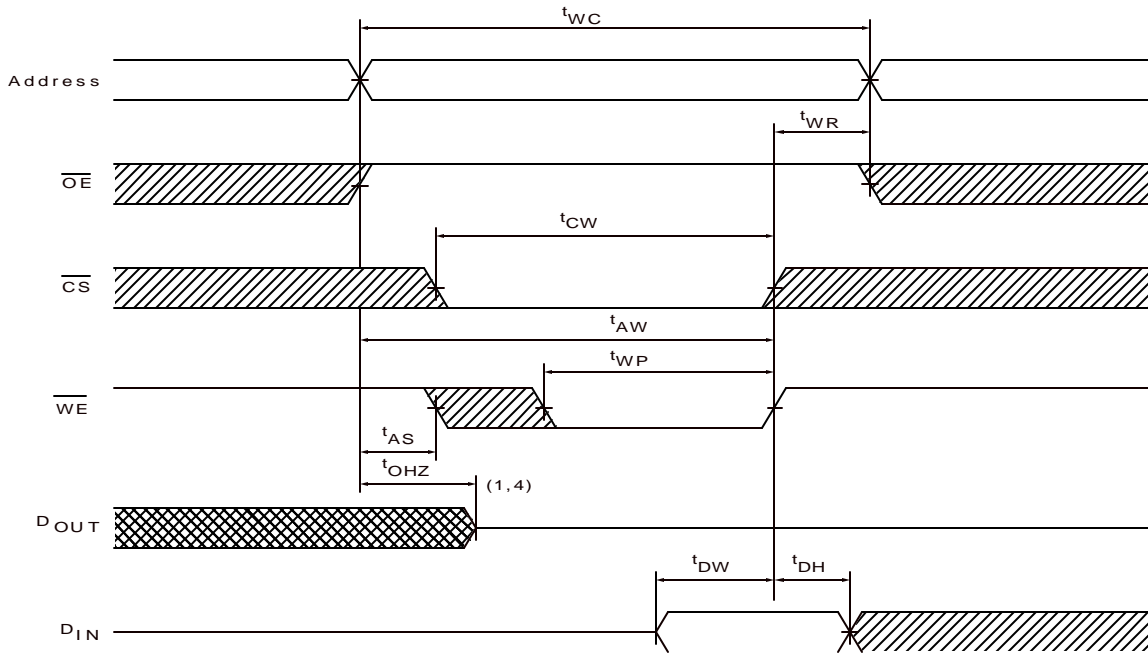 tWC
Address
tWR
OE
tCW
CS
tAW
tWP
WE
tAS
tOHZ
(1,4)
DOUT
tDW
tDH
DIN